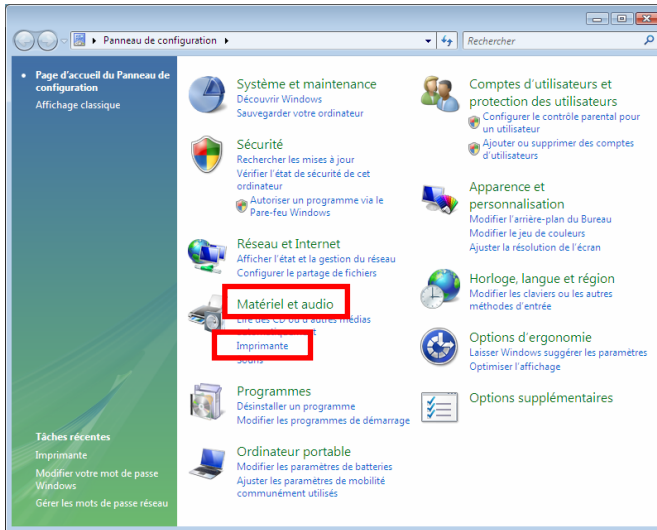 Panneau de configuration
Rechercher
Page d'accueil du Panneau de
configuration
Affichage classique
Système et maintenance
Découvrir Windows
Sauvegarder votre ordinateur
Sécurité
Rechercher les mises à jour
Vérifier l'état de sécurité de cet
ordinateur
Autoriser un programme via le
Pare-feu Windows
Réseau et Internet
Afficher l'état et la gestion du réseau
Configurer le partage de fichiers
Matériel et audio
Lire des CD ou d'autres médias
automatiquement
Imprimante
Sons
Programmes
Désinstaller un programme
Modifier les programmes de démarrage
Ordinateur portable
Modifier les paramètres de batteries
Ajuster les paramètres de mobilité
communément utilisés
Comptes d'utilisateurs et
protection des utilisateurs
Configurer le contrôle parental pour
un utilisateur
Ajouter ou supprimer des comptes
d'utilisateurs
Apparence et
personnalisation
Modifier l'arrière-plan du Bureau
Modifier le jeu de couleurs
Ajuster la résolution de l'écran
Horloge, langue et région
Modifier les claviers ou les autres
méthodes d'entrée
Options d'ergonomie
Laisser Windows suggérer les paramètres
Optimiser l'affichage
Options supplémentaires
Tâches récentes
Imprimante
Modifier votre mot de passe
Windows
Gérer les mots de passe réseau